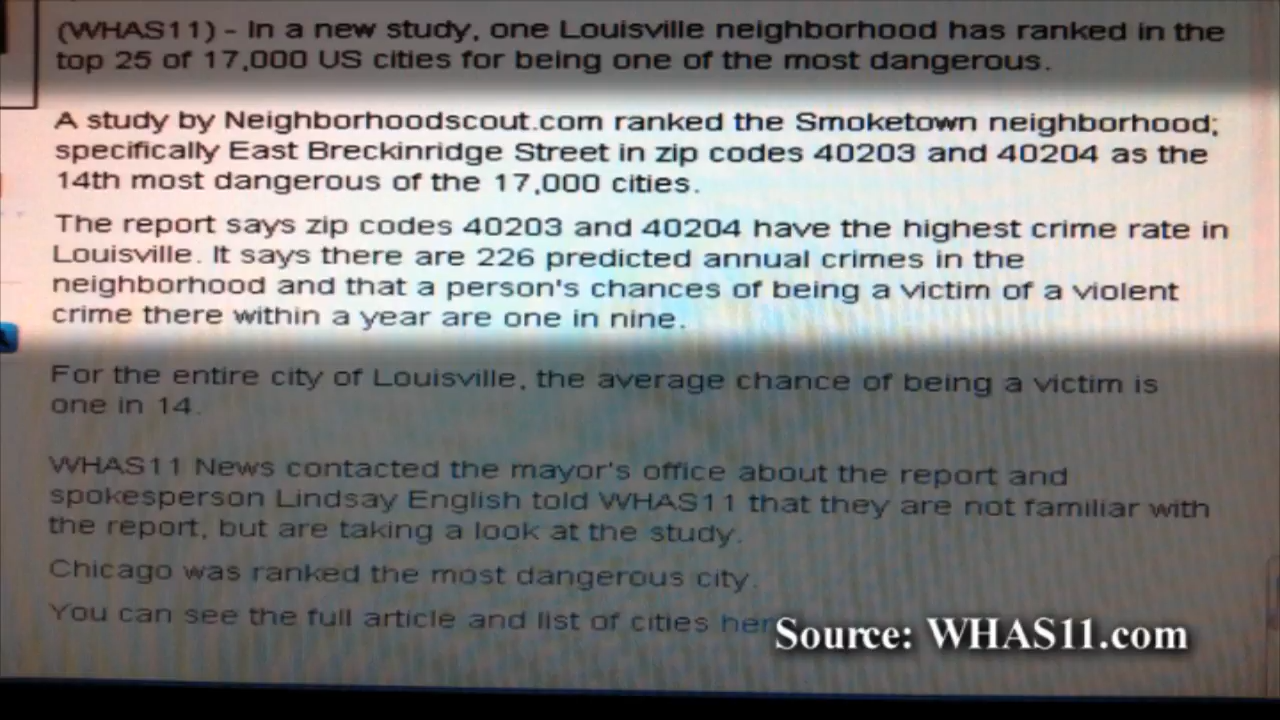 (WHAS11) - In a new study, one Louisville neighborhood has ranked in the
top 25 of 17,000 US cities for being one of the most dangerous.
A study by Neighborhoodscout.com ranked the Smoketown neighborhood;
specifically East Breckinridge Street in zip codes 40203 and 40204 as the
14th most dangerous of the 17,000 cities.
The report says zip codes 40203 and 40204 have the highest crime rate in
Louisville. It says there are 226 predicted annual crimes in the
neighborhood and that a person's chances of being a victim of a violent
crime there within a year are one in nine.
For the entire city of Louisville, the average chance of being a victim is
one in 14.
WHAS11 News contacted the mayor's office about the report and
spokesperson Lindsay English told WHAS11 that they are not familiar with
the report, but are taking a look at the study.
Chicago was ranked the most dangerous city.
You can see the full article and list of cities her
Source: WHAS11.com